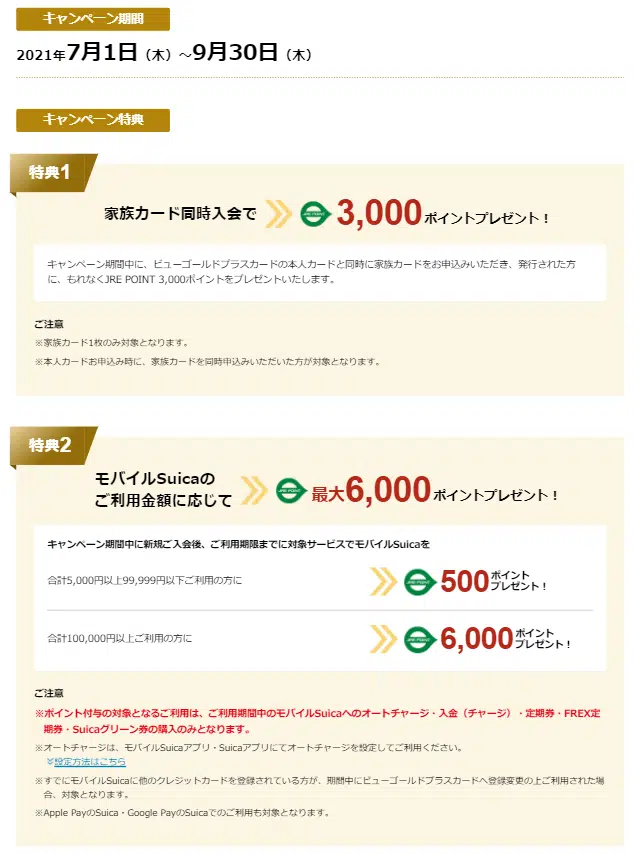 キャンペーン期間
2021年7月1日（木）～9月30日（木）
キャンペーン特典
特典1
家族カード同時入会で
JRE POINT
3,000ポイントプレゼント！
キャンペーン期間中に、ビューゴールドプラスカードの本人カードと同時に家族カードをお申込みいただき、発行された方
に、もれなくJRE POINT 3,000ポイントをプレゼントいたします。
ご注意
※家族カード1枚のみ対象となります。
※本人カードお申込み時に、家族カードを同時申込みいただいた方が対象となります。
特典2
モバイルSuicaの
ご利用金額に応じて
JRE POINT
最大6,000ポイントプレゼント！
キャンペーン期間中に新規ご入会後、ご利用期限までに対象サービスでモバイルSuicaを
合計5,000円以上99,999円以下ご利用の方に
JRE POINT
500ポイント
プレゼント！
合計100,000円以上ご利用の方に
JRE POINT
6,000ポイント
プレゼント！
ご注意
※ポイント付与の対象となるご利用は、ご利用期間中のモバイルSuicaへのオートチャージ・入金（チャージ）・定期券・FREX定
期券・Suicaグリーン券の購入のみとなります。
※オートチャージは、モバイルSuicaアプリ・Suicaアプリにてオートチャージを設定してご利用ください。
設定方法はこちら
※すでにモバイルSuicaに他のクレジットカードを登録されている方が、期間中にビューゴールドプラスカードへ登録変更の上ご利用された場
合、対象となります。
※Apple PayのSuica・Google PayのSuicaでのご利用も対象となります。